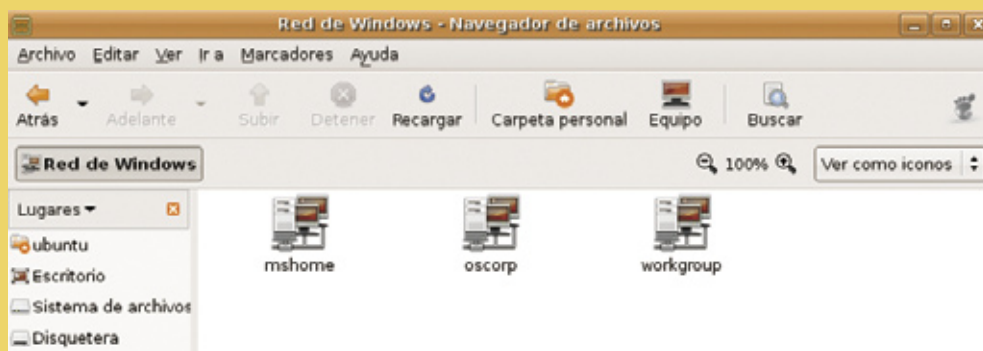 Red de Windows - Navegador de archivos
Archivo Editar Ver Ir a Marcadores Ayuda
Atrás Adelante Subir Detener Recargar Carpeta personal Equipo Buscar
Red de Windows 100% Ver como iconos
Lugares
ubuntu
Escritorio
Sistema de archivos
Disquetera
mshome oscorp workgroup